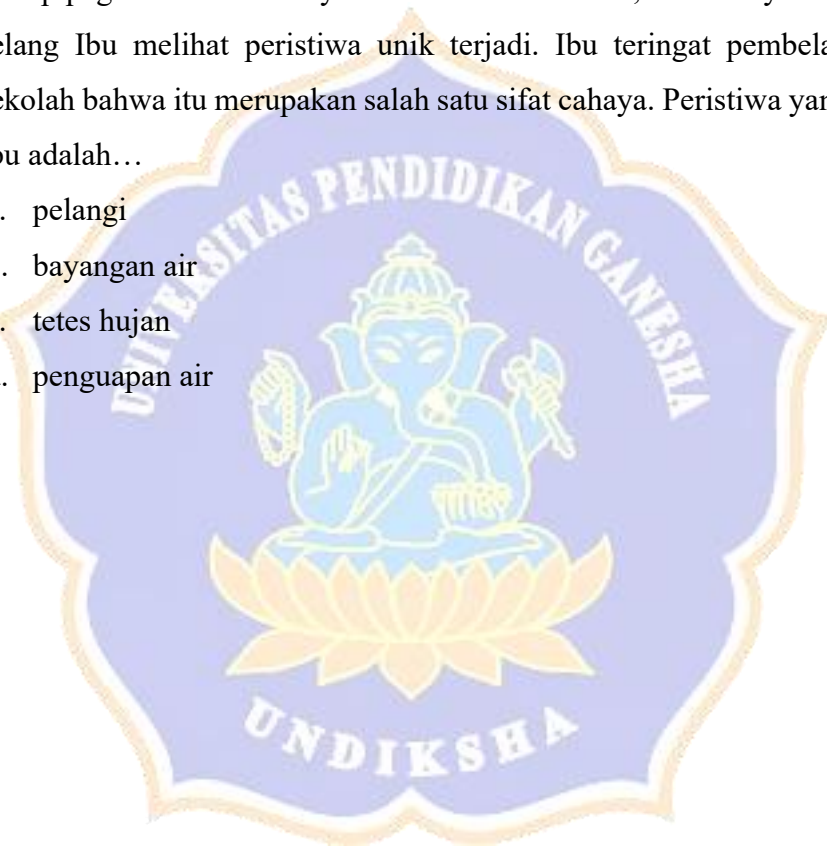 elang Ibu melihat peristiwa unik terjadi. Ibu teringat pembela
ekolah bahwa itu merupakan salah satu sifat cahaya. Peristiwa yan
ou adalah…
. pelangi
. bayangan air
. tetes hujan
. penguapan air
UNIVERSITAS PENDIDIKAN GANESHA
UNDIKSHA